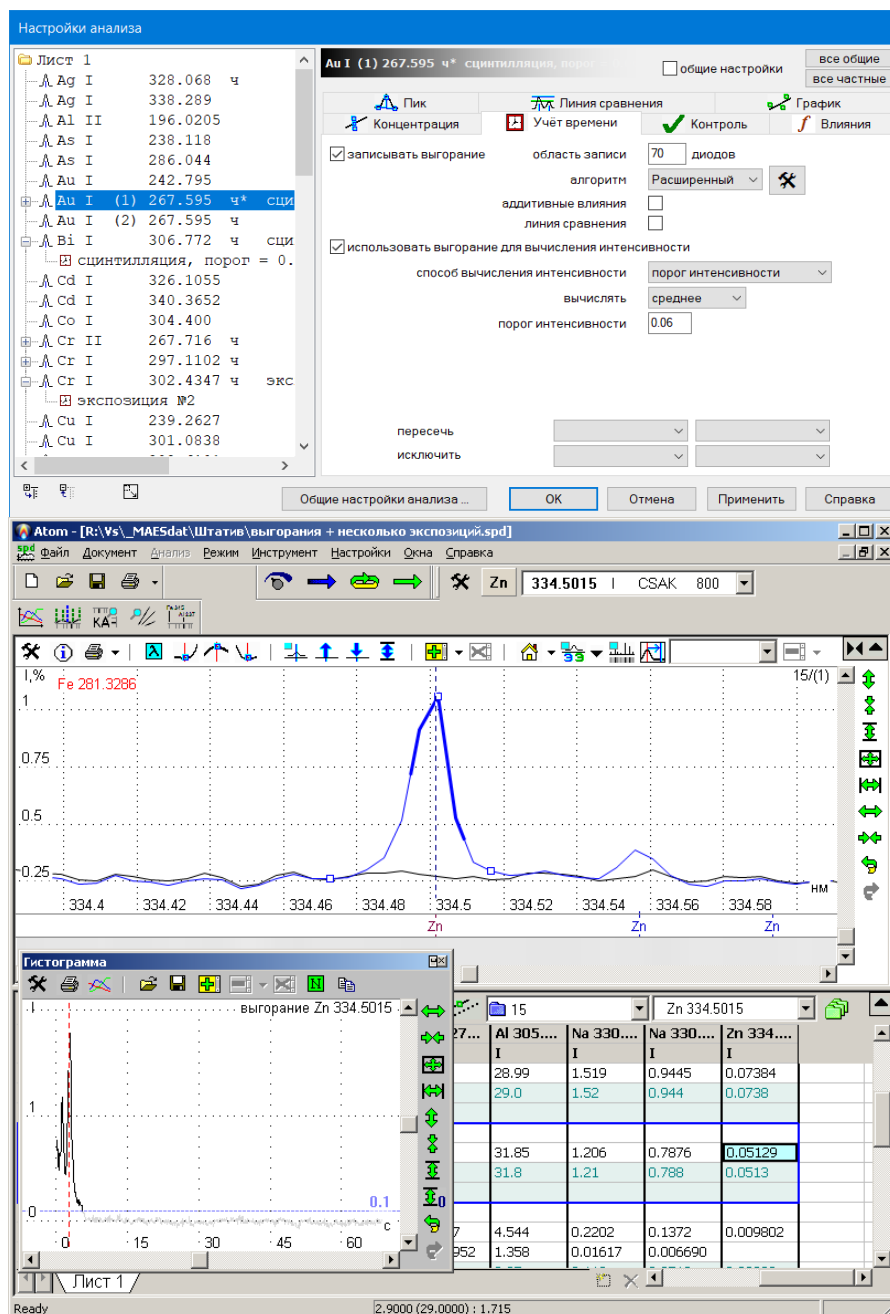 Настройки анализа
Лист 1
Ag I 328.068 ч
Ag I 338.289
Al II 196.0205
As I 238.118
As I 286.044
Au I 242.795
Au I (1) 267.595 ч* сци
Au I (2) 267.595 ч
Bi I 306.772 ч сци
сцинтилляция, порог = 0.
Cd I 326.1055
Cd I 340.3652
Co I 304.400
Cr II 267.716 ч
Cr I 297.1102 ч
Cr I 302.4347 ч экс
экспозиция №2
Cu I 239.2627
Cu I 301.0838
Au I (1) 267.595 ч* сцинтилляция, порог
общие настройки
все общие
все частные
Пик
Линия сравнения
График
Концентрация
Учёт времени
Контроль
Влияния
записывать выгорание
область записи 70 диодов
алгоритм Расширенный
аддитивные влияния
линия сравнения
использовать выгорание для вычисления интенсивности
способ вычисления интенсивности порог интенсивности
вычислять среднее
порог интенсивности 0.06
пересечь
исключить
Общие настройки анализа ...
OK
Отмена
Применить
Справка
Atom - [R:\Vs\_MAESdat\Штатив\выгорания + несколько экспозиций.spd]
spd Файл Документ Анализ Режим Инструмент Настройки Окна Справка
Zn 334.5015 I CSAK 800
I,%
Fe 281.3286
15/(1)
1
0.75
0.5
0.25
334.4 334.42 334.44 334.46 334.48 334.5 334.52 334.54 334.56 334.58 нм
Zn Zn Zn
Гистограмма
выгорание Zn 334.5015
I
1
0
0.1
с
0 15 30 45 60
15
Zn 334.5015
27... Al 305.... Na 330.... Na 330.... Zn 334....
I I I I
28.99 1.519 0.9445 0.07384
29.0 1.52 0.944 0.0738
31.85 1.206 0.7876 0.05129
31.8 1.21 0.788 0.0513
7 4.544 0.2202 0.1372 0.009802
952 1.358 0.01617 0.006690
Лист 1
Ready
2.9000 (29.0000) : 1.715